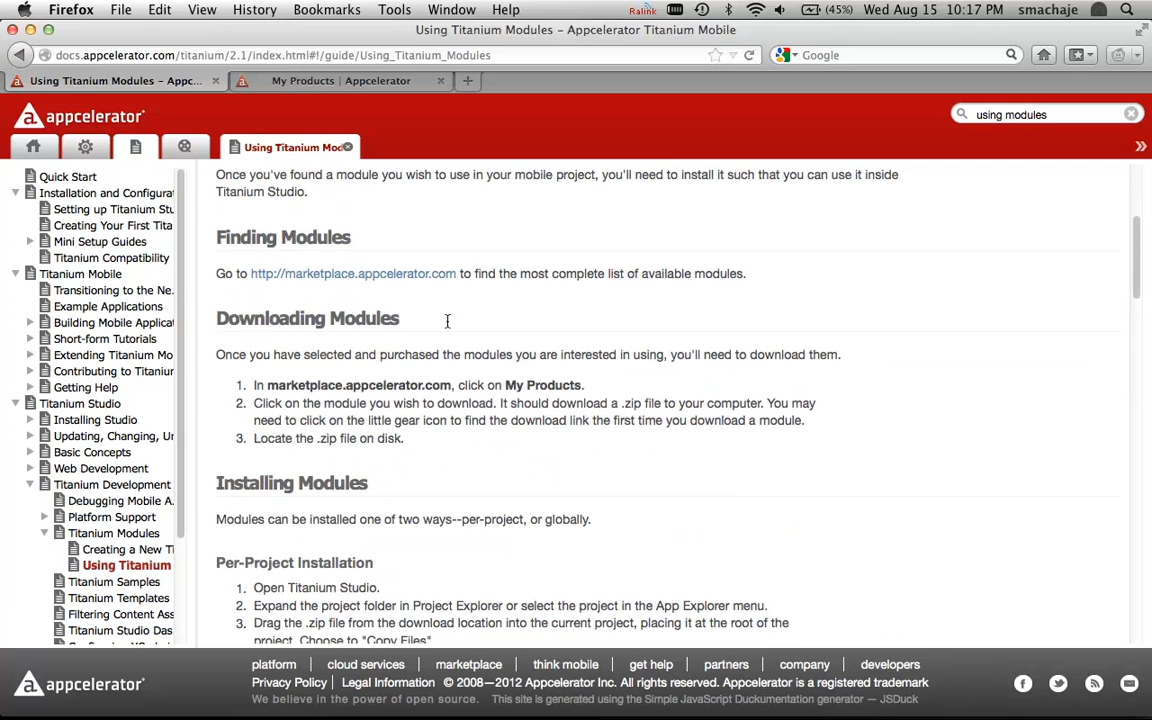 Firefox File Edit View History Bookmarks Tools Window Help Ralink (45%) Wed Aug 15 10:17 PM smachaje
Using Titanium Modules – Appcelerator Titanium Mobile
docs.appcelerator.com/titanium/2.1/index.html#!/guide/Using_Titanium_Modules
Google
Using Titanium Modules – Appc...
My Products | Appcelerator
appcelerator
using modules
Using Titanium Mod
Quick Start
Installation and Configurat
Setting up Titanium Stu
Creating Your First Tita
Mini Setup Guides
Titanium Compatibility
Titanium Mobile
Transitioning to the Ne.
Example Applications
Building Mobile Applica
Short-form Tutorials
Extending Titanium Mo
Contributing to Titaniun
Getting Help
Titanium Studio
Installing Studio
Updating, Changing, Ur
Basic Concepts
Web Development
Titanium Development
Debugging Mobile A.
Platform Support
Titanium Modules
Creating a New Ti
Using Titanium
Titanium Samples
Titanium Templates
Filtering Content Ass
Titanium Studio Das
Once you've found a module you wish to use in your mobile project, you'll need to install it such that you can use it inside
Titanium Studio.
Finding Modules
Go to http://marketplace.appcelerator.com to find the most complete list of available modules.
Downloading Modules
Once you have selected and purchased the modules you are interested in using, you'll need to download them.
1. In marketplace.appcelerator.com, click on My Products.
2. Click on the module you wish to download. It should download a .zip file to your computer. You may
need to click on the little gear icon to find the download link the first time you download a module.
3. Locate the .zip file on disk.
Installing Modules
Modules can be installed one of two ways--per-project, or globally.
Per-Project Installation
1. Open Titanium Studio.
2. Expand the project folder in Project Explorer or select the project in the App Explorer menu.
3. Drag the .zip file from the download location into the current project, placing it at the root of the
project. Choose to "Copy Files"
appcelerator
platform | cloud services | marketplace | think mobile | get help | partners | company | developers
Privacy Policy | Legal Information © 2008–2012 Appcelerator Inc. All rights reserved. Appcelerator is a registered trademark
We believe in the power of open source. This site is generated using the Simple JavaScript Duckumentation generator — JSDuck